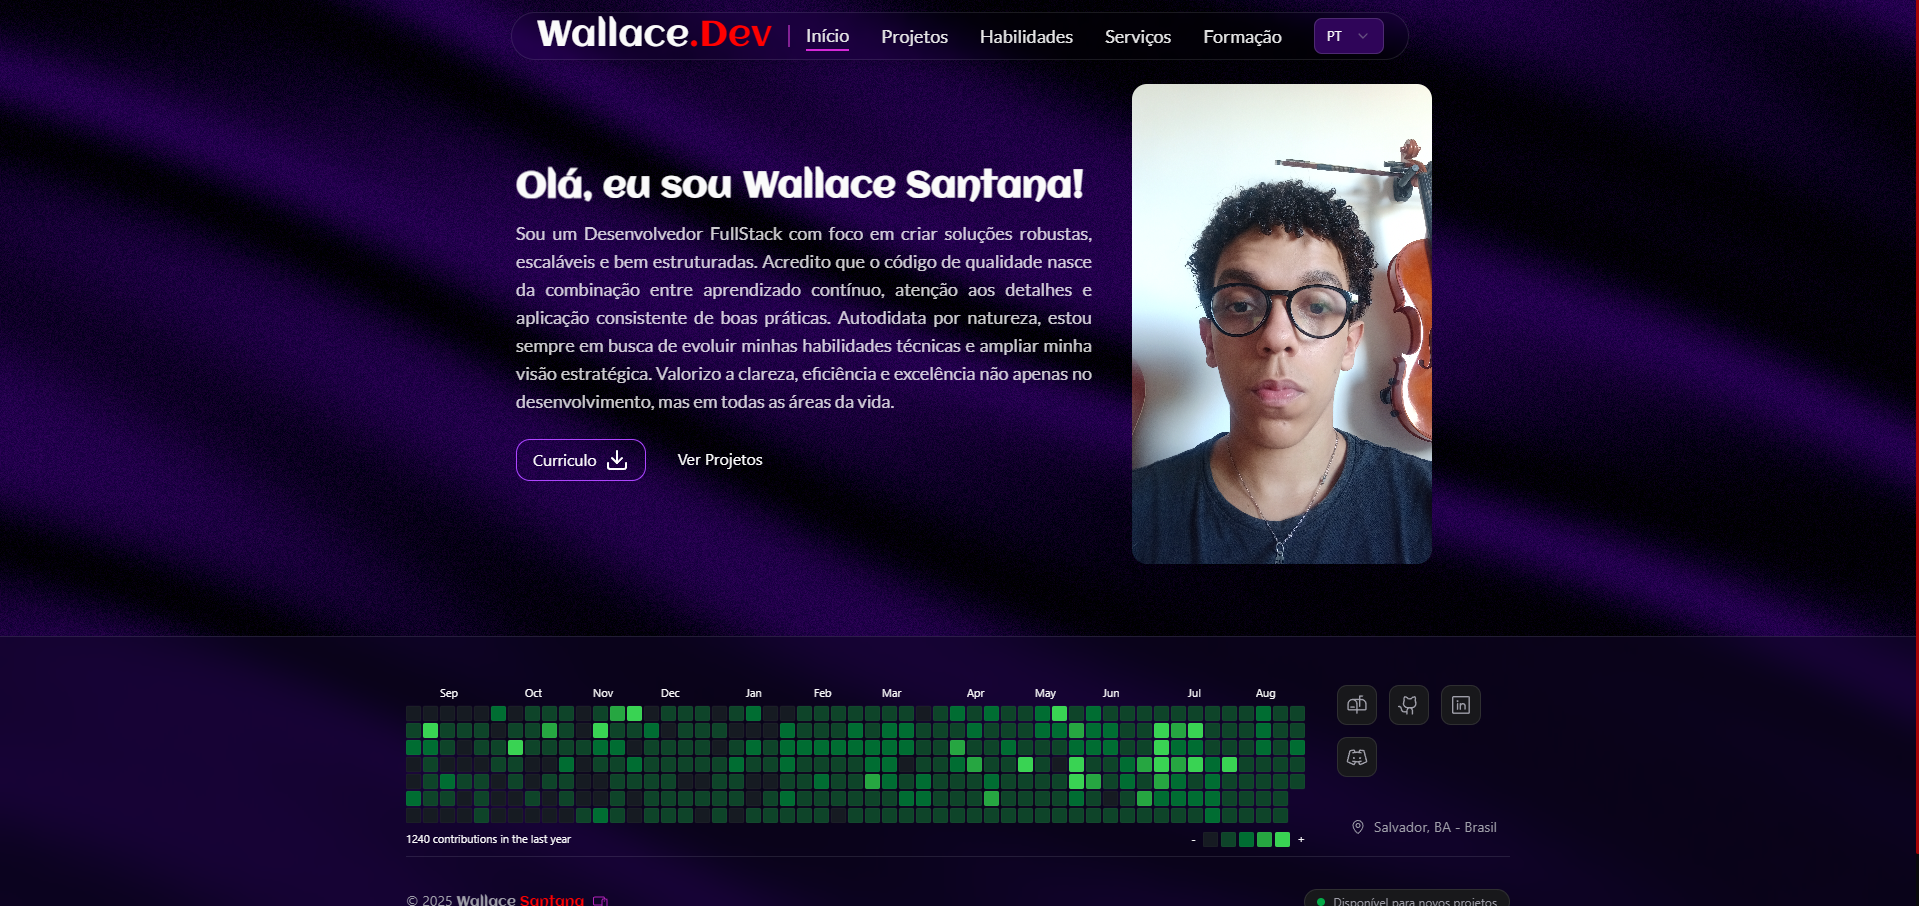 Wallace.Dev | Início Projetos Habilidades Serviços Formação PT
Olá, eu sou Wallace Santana!
Sou um Desenvolvedor FullStack com foco em criar soluções robustas,
escaláveis e bem estruturadas. Acredito que o código de qualidade nasce
da combinação entre aprendizado contínuo, atenção aos detalhes e
aplicação consistente de boas práticas. Autodidata por natureza, estou
sempre em busca de evoluir minhas habilidades técnicas e ampliar minha
visão estratégica. Valorizo a clareza, eficiência e excelência não apenas no
desenvolvimento, mas em todas as áreas da vida.
Curriculo Ver Projetos
Sep Oct Nov Dec Jan Feb Mar Apr May Jun Jul Aug
in
Salvador, BA - Brasil
1240 contributions in the last year - +
© 2025 Wallace Santana Disponível para novos projetos